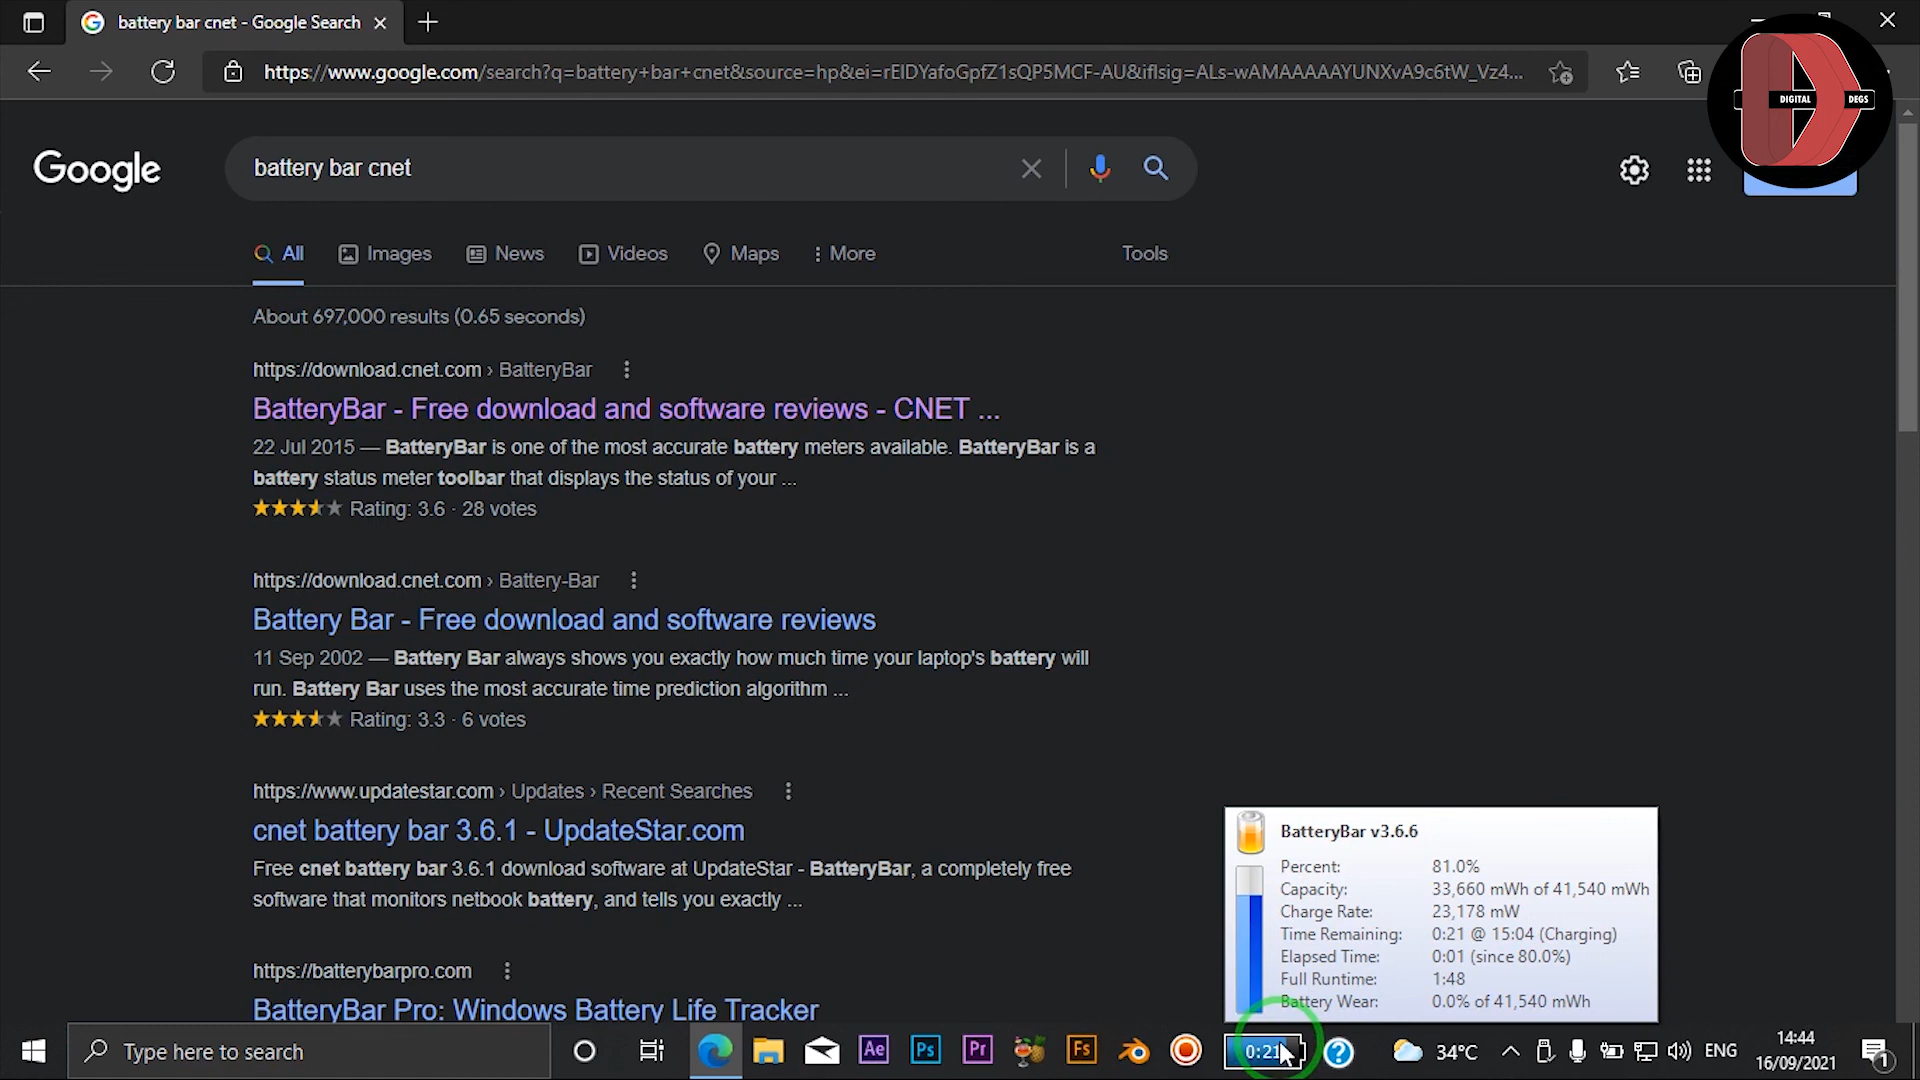 battery bar cnet - Google Search
https://www.google.com/search?q=battery+bar+cnet&source=hp&ei=rEIDYafoGpfZ1sQP5MCF-AU&iflsig=ALs-wAMAAAAAYUNXvA9c6tW_Vz4...
DIGITAL DEGS
Google
battery bar cnet
All Images News Videos Maps More Tools
About 697,000 results (0.65 seconds)
https://download.cnet.com › BatteryBar
BatteryBar - Free download and software reviews - CNET ...
22 Jul 2015 — BatteryBar is one of the most accurate battery meters available. BatteryBar is a
battery status meter toolbar that displays the status of your ...
Rating: 3.6 · 28 votes
https://download.cnet.com › Battery-Bar
Battery Bar - Free download and software reviews
11 Sep 2002 — Battery Bar always shows you exactly how much time your laptop's battery will
run. Battery Bar uses the most accurate time prediction algorithm ...
Rating: 3.3 · 6 votes
https://www.updatestar.com › Updates › Recent Searches
cnet battery bar 3.6.1 - UpdateStar.com
Free cnet battery bar 3.6.1 download software at UpdateStar - BatteryBar, a completely free
software that monitors netbook battery, and tells you exactly ...
https://batterybarpro.com
BatteryBar Pro: Windows Battery Life Tracker
BatteryBar v3.6.6
Percent: 81.0%
Capacity: 33,660 mWh of 41,540 mWh
Charge Rate: 23,178 mW
Time Remaining: 0:21 @ 15:04 (Charging)
Elapsed Time: 0:01 (since 80.0%)
Full Runtime: 1:48
Battery Wear: 0.0% of 41,540 mWh
Type here to search
Ae Ps Pr Fs
0:21
?
34°C
ENG
14:44
16/09/2021
1